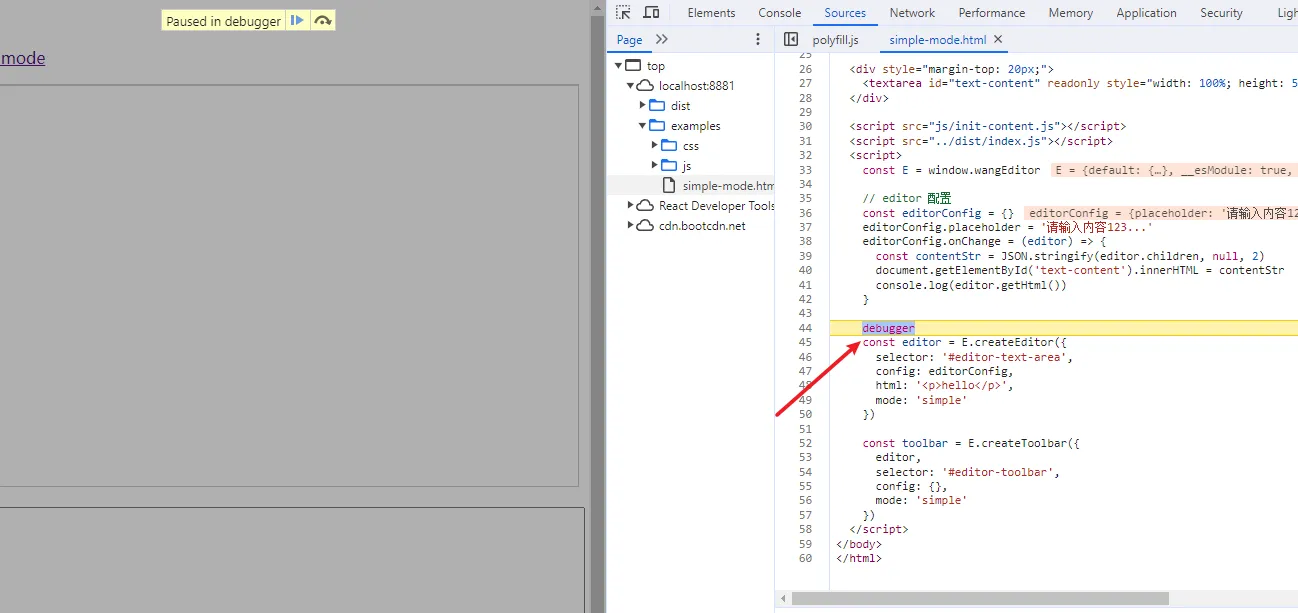 Paused in debugger
mode
Elements Console Sources Network Performance Memory Application Security Ligh
Page
polyfill.js simple-mode.html
top
localhost:8881
dist
examples
css
js
simple-mode.htm
React Developer Tools
cdn.bootcdn.net
25
26 <div style="margin-top: 20px;">
27 <textarea id="text-content" readonly style="width: 100%; height: 5
28 </div>
29
30 <script src="js/init-content.js"></script>
31 <script src="../dist/index.js"></script>
32 <script>
33 const E = window.wangEditor E = {default: {…}, __esModule: true,
34
35 // editor 配置
36 const editorConfig = {} editorConfig = {placeholder: '请输入内容12
37 editorConfig.placeholder = '请输入内容123...'
38 editorConfig.onChange = (editor) => {
39 const contentStr = JSON.stringify(editor.children, null, 2)
40 document.getElementById('text-content').innerHTML = contentStr
41 console.log(editor.getHtml())
42 }
43
44 debugger
45 const editor = E.createEditor({
46 selector: '#editor-text-area',
47 config: editorConfig,
48 html: '<p>hello</p>',
49 mode: 'simple'
50 })
51
52 const toolbar = E.createToolbar({
53 editor,
54 selector: '#editor-toolbar',
55 config: {},
56 mode: 'simple'
57 })
58 </script>
59 </body>
60 </html>